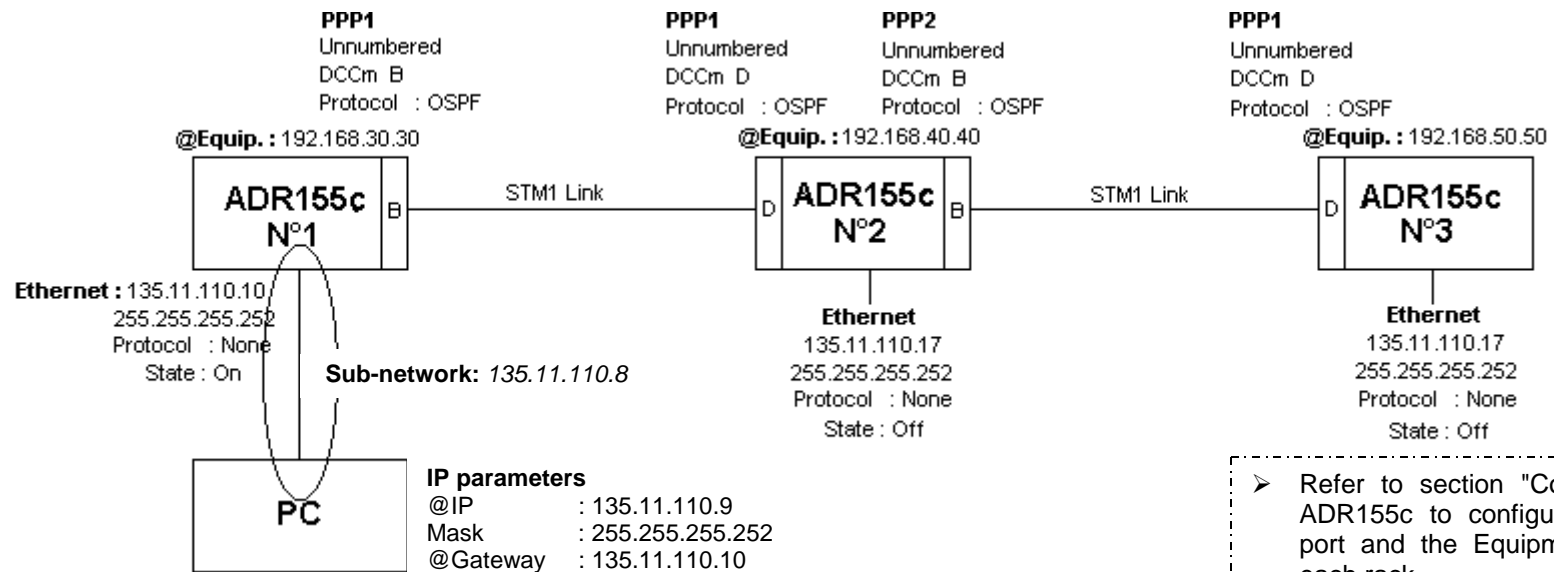 PPP1
Unnumbered
DCCm B
Protocol : OSPF
PPP1
Unnumbered
DCCm D
Protocol : OSPF
PPP2
Unnumbered
DCCm B
Protocol : OSPF
PPP1
Unnumbered
DCCm D
Protocol : OSPF
@Equip. : 192.168.30.30
@Equip. : 192.168.40.40
@Equip. : 192.168.50.50
ADR155c
N°1
B
STM1 Link
D
ADR155c
N°2
B
STM1 Link
D
ADR155c
N°3
Ethernet : 135.11.110.10
255.255.255.252
Protocol : None
State : On
Sub-network: 135.11.110.8
Ethernet
135.11.110.17
255.255.255.252
Protocol : None
State : Off
Ethernet
135.11.110.17
255.255.255.252
Protocol : None
State : Off
PC
IP parameters
@IP : 135.11.110.9
Mask : 255.255.255.252
@Gateway : 135.11.110.10
➢ Refer to section "Co
ADR155c to configu
port and the Equipm